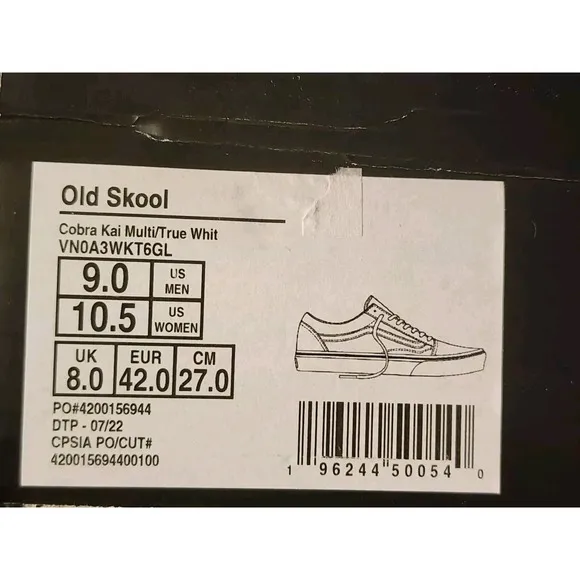 Old Skool
Cobra Kai Multi/True Whit
VN0A3WKT6GL
9.0 US MEN
10.5 US WOMEN
UK EUR CM
8.0 42.0 27.0
PO#4200156944
DTP - 07/22
CPSIA PO/CUT#
420015694400100
1 96244 50054 0